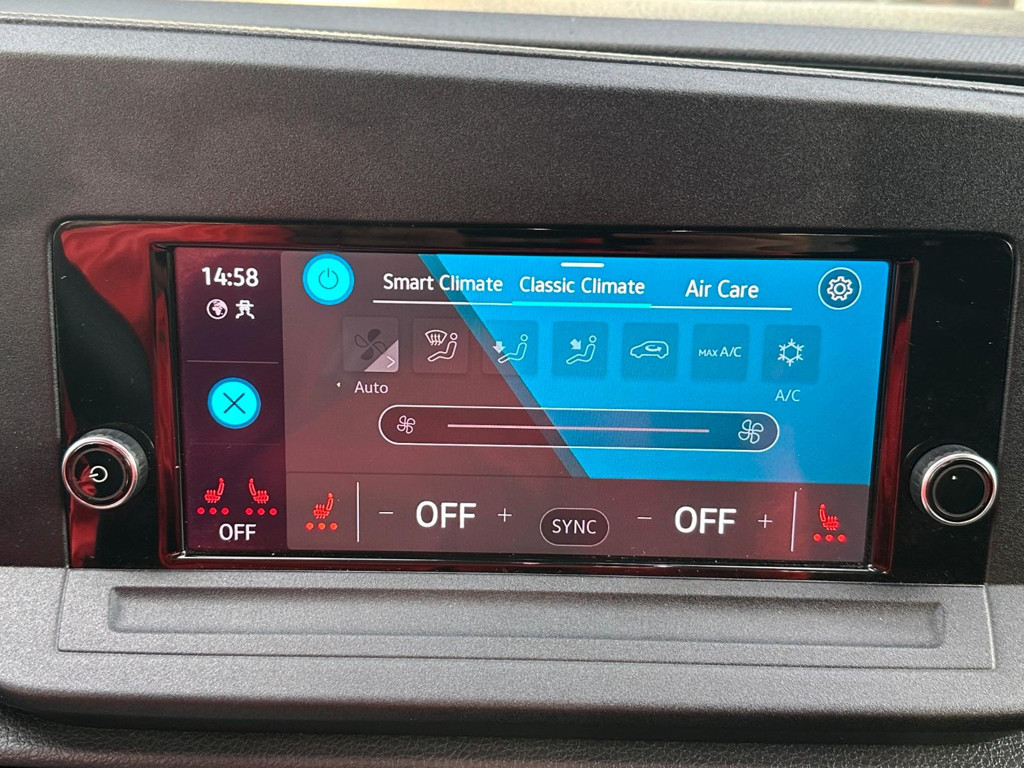 14:58
Smart Climate Classic Climate Air Care
MAX A/C
Auto
A/C
OFF
- OFF + SYNC - OFF +